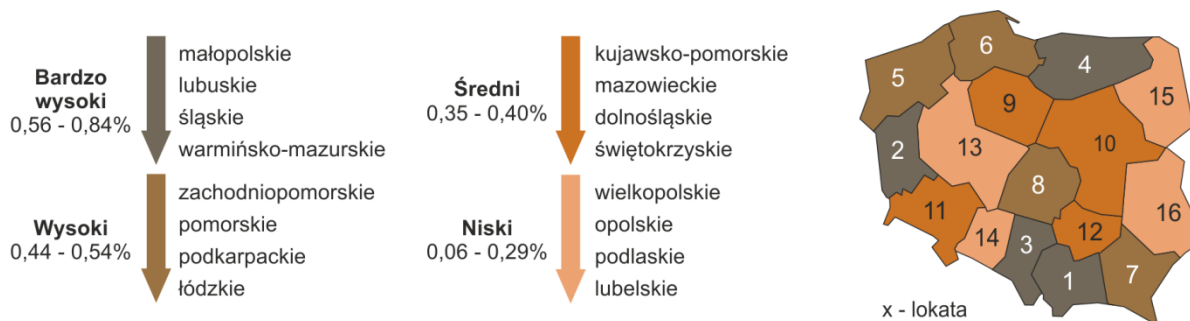 Bardzo
wysoki
0,56 - 0,84%
małopolskie
lubuskie
śląskie
warmińsko-mazurskie
Wysoki
0,44 - 0,54%
zachodniopomorskie
pomorskie
podkarpackie
łódzkie
Średni
0,35 - 0,40%
kujawsko-pomorskie
mazowieckie
dolnośląskie
świętokrzyskie
Niski
0,06 - 0,29%
wielkopolskie
opolskie
podlaskie
lubelskie
6
4
5
15
9
10
2
13
8
11
16
12
14
3
7
1
x - lokata